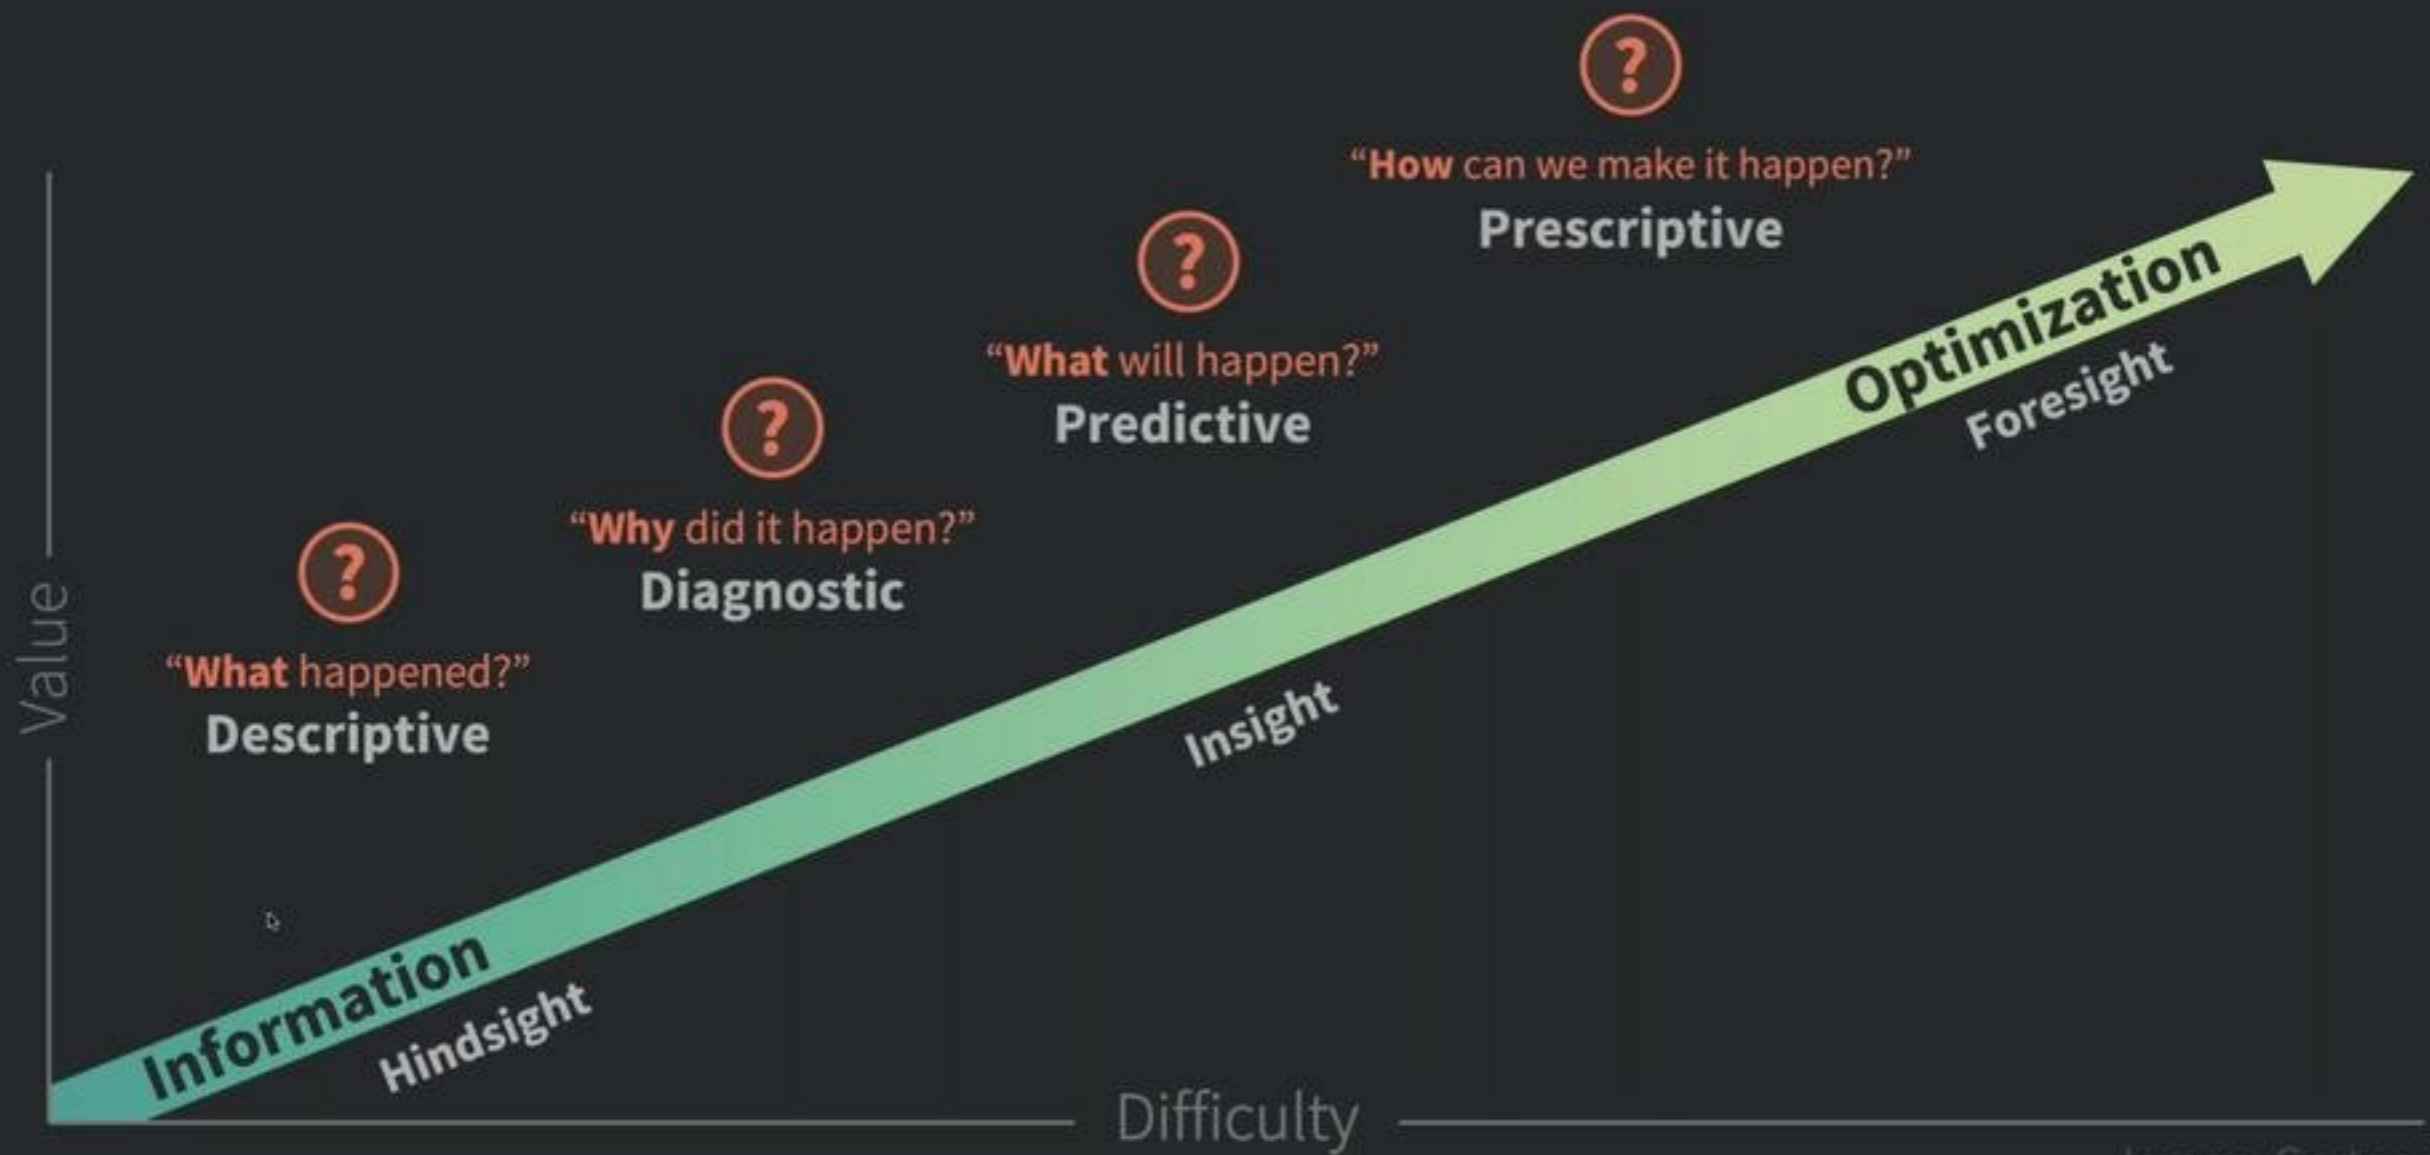 ?
“How can we make it happen?”
Prescriptive
?
“What will happen?”
Predictive
?
“Why did it happen?”
Diagnostic
?
“What happened?”
Descriptive
Value
Optimization
Foresight
Insight
Information
Hindsight
Difficulty